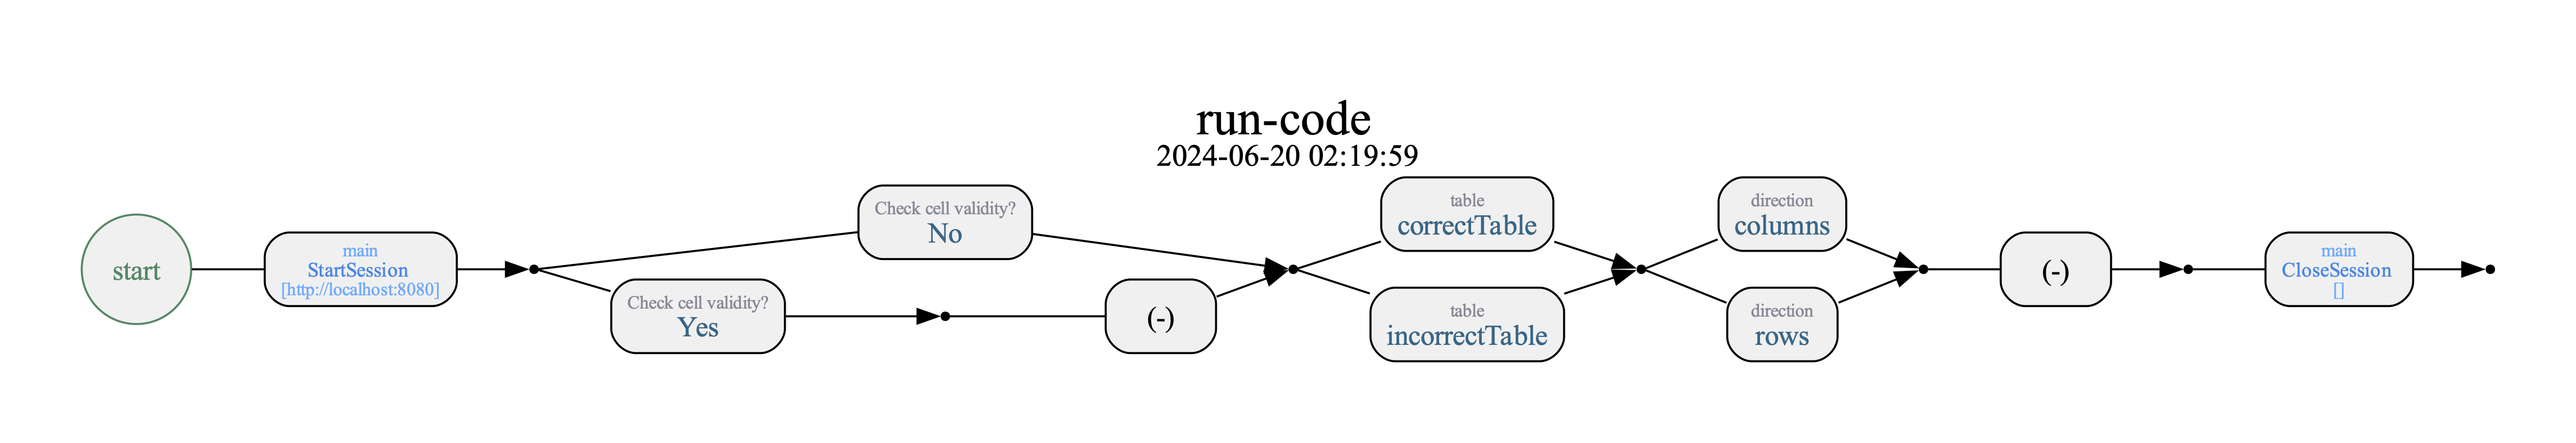 run-code
2024-06-20 02:19:59
start
main
StartSession
[http://localhost:8080]
Check cell validity?
No
Check cell validity?
Yes
(-)
table
correctTable
table
incorrectTable
direction
columns
direction
rows
(-)
main
CloseSession
[]